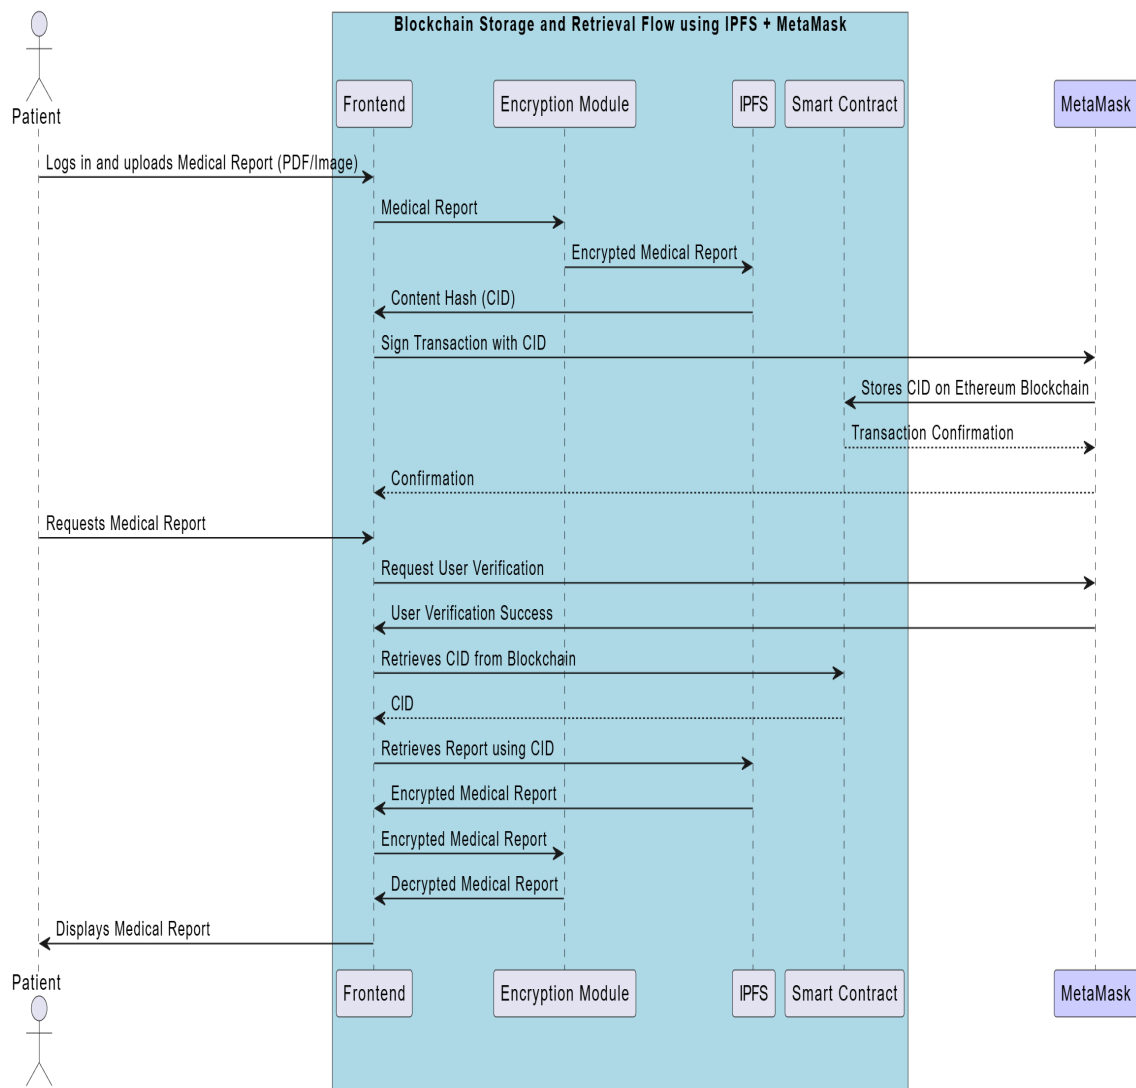 Blockchain Storage and Retrieval Flow using IPFS + MetaMask
Patient
Frontend
Encryption Module
IPFS
Smart Contract
MetaMask
Logs in and uploads Medical Report (PDF/Image)
Medical Report
Encrypted Medical Report
Content Hash (CID)
Sign Transaction with CID
Stores CID on Ethereum Blockchain
Transaction Confirmation
Confirmation
Requests Medical Report
Request User Verification
User Verification Success
Retrieves CID from Blockchain
CID
Retrieves Report using CID
Encrypted Medical Report
Encrypted Medical Report
Decrypted Medical Report
Displays Medical Report
Patient
Frontend
Encryption Module
IPFS
Smart Contract
MetaMask